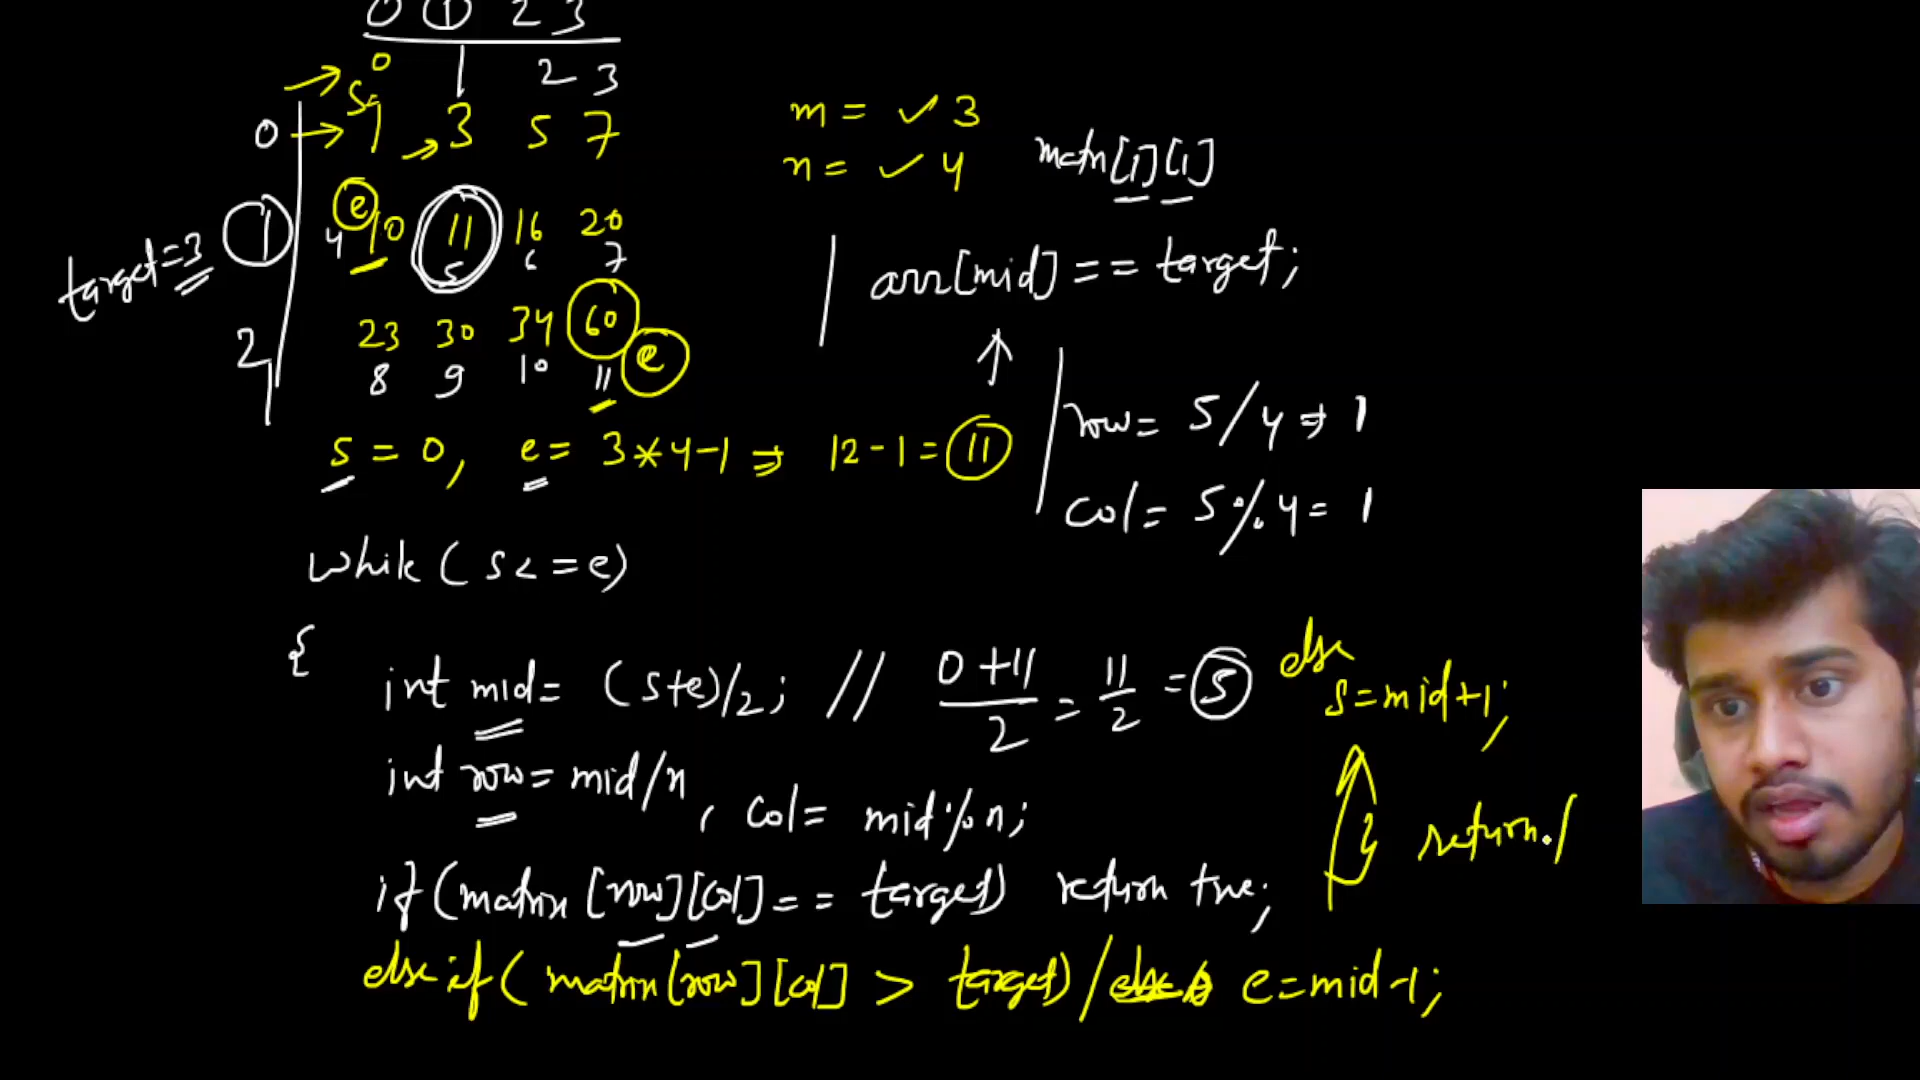 0 1 2 3
0 1 2 3
s
0 1 3 5 7
m = ✓ 3
n = ✓ 4
matn[1][1]
target=3
1 e 10 11 16 20
4 5 6 7
arr[mid] == target;
2 23 30 34 60
8 9 10 11 e
row= 5/4 ⇒ 1
s = 0, e = 3*4-1 ⇒ 12-1 = 11
col= 5%4= 1
while ( s<=e)
{
int mid= (s+e)/2; // 0+11/2 = 11/2 = 5
else
s=mid+1;
int row= mid/n, col= mid%n;
}
return
if(matrix [row][col]== target) return true;
else if( matrix[row][col] > target) e=mid-1;